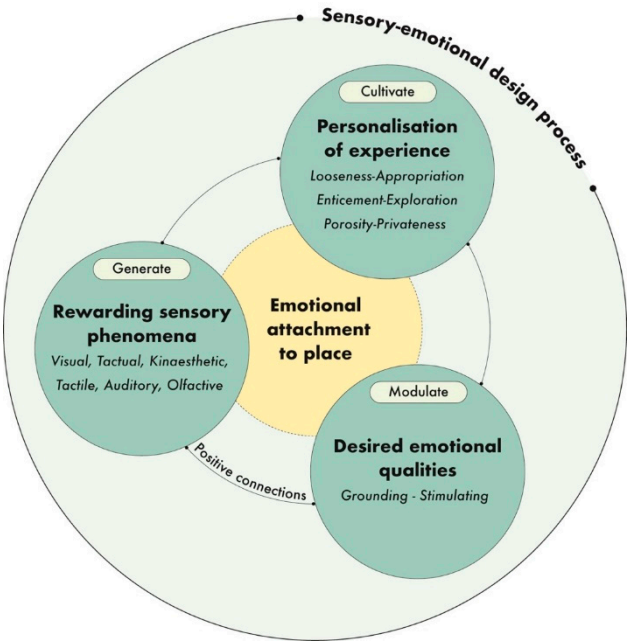 Sensory-emotional design process
Cultivate
Personalisation
of experience
Looseness-Appropriation
Enticement-Exploration
Porosity-Privateness
Generate
Rewarding sensory
phenomena
Visual, Tactual, Kinaesthetic,
Tactile, Auditory, Olfactive
Emotional
attachment
to place
Modulate
Desired emotional
qualities
Grounding - Stimulating
Positive connections